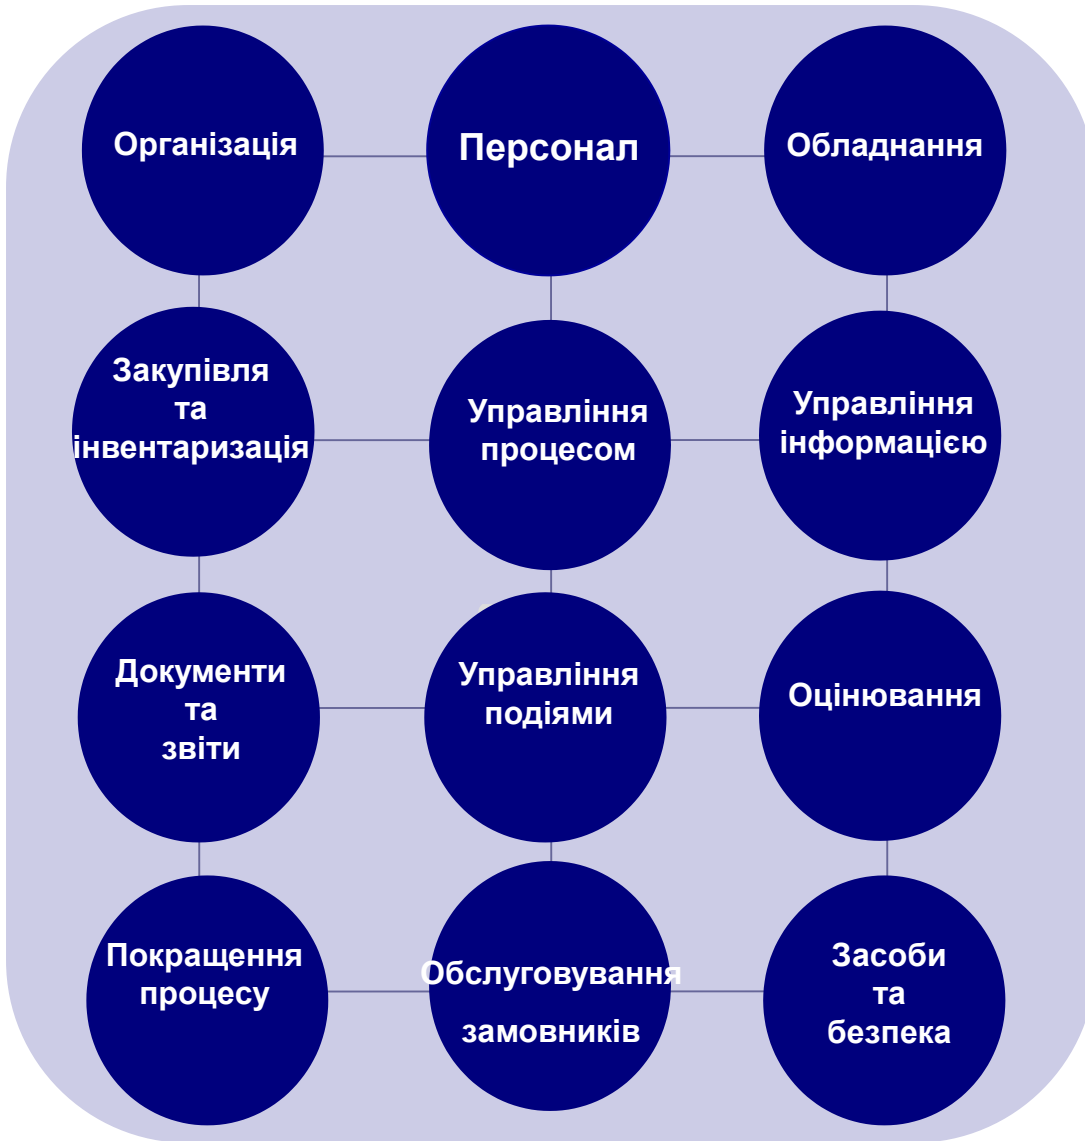 Організація
Персонал
Обладнання
Закупівля
та
інвентаризація
Управління
процесом
Управління
інформацією
Документи
та
звіти
Управління
подіями
Оцінювання
Покращення
процесу
Обслуговування
замовників
Засоби
та
безпека